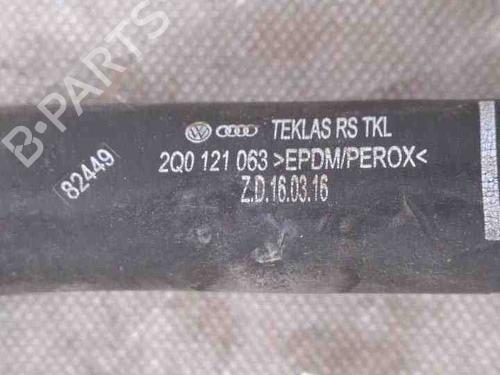 TEKLAS RS TKL
2Q0 121 063 >EPDM/PEROX<
Z.D.16.03.16
82449
B-PARTS